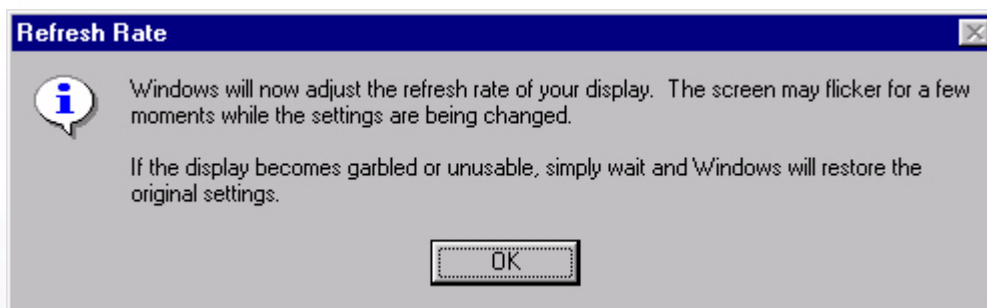 Refresh Rate
Windows will now adjust the refresh rate of your display.  The screen may flicker for a few
moments while the settings are being changed.
If the display becomes garbled or unusable, simply wait and Windows will restore the
original settings.
OK